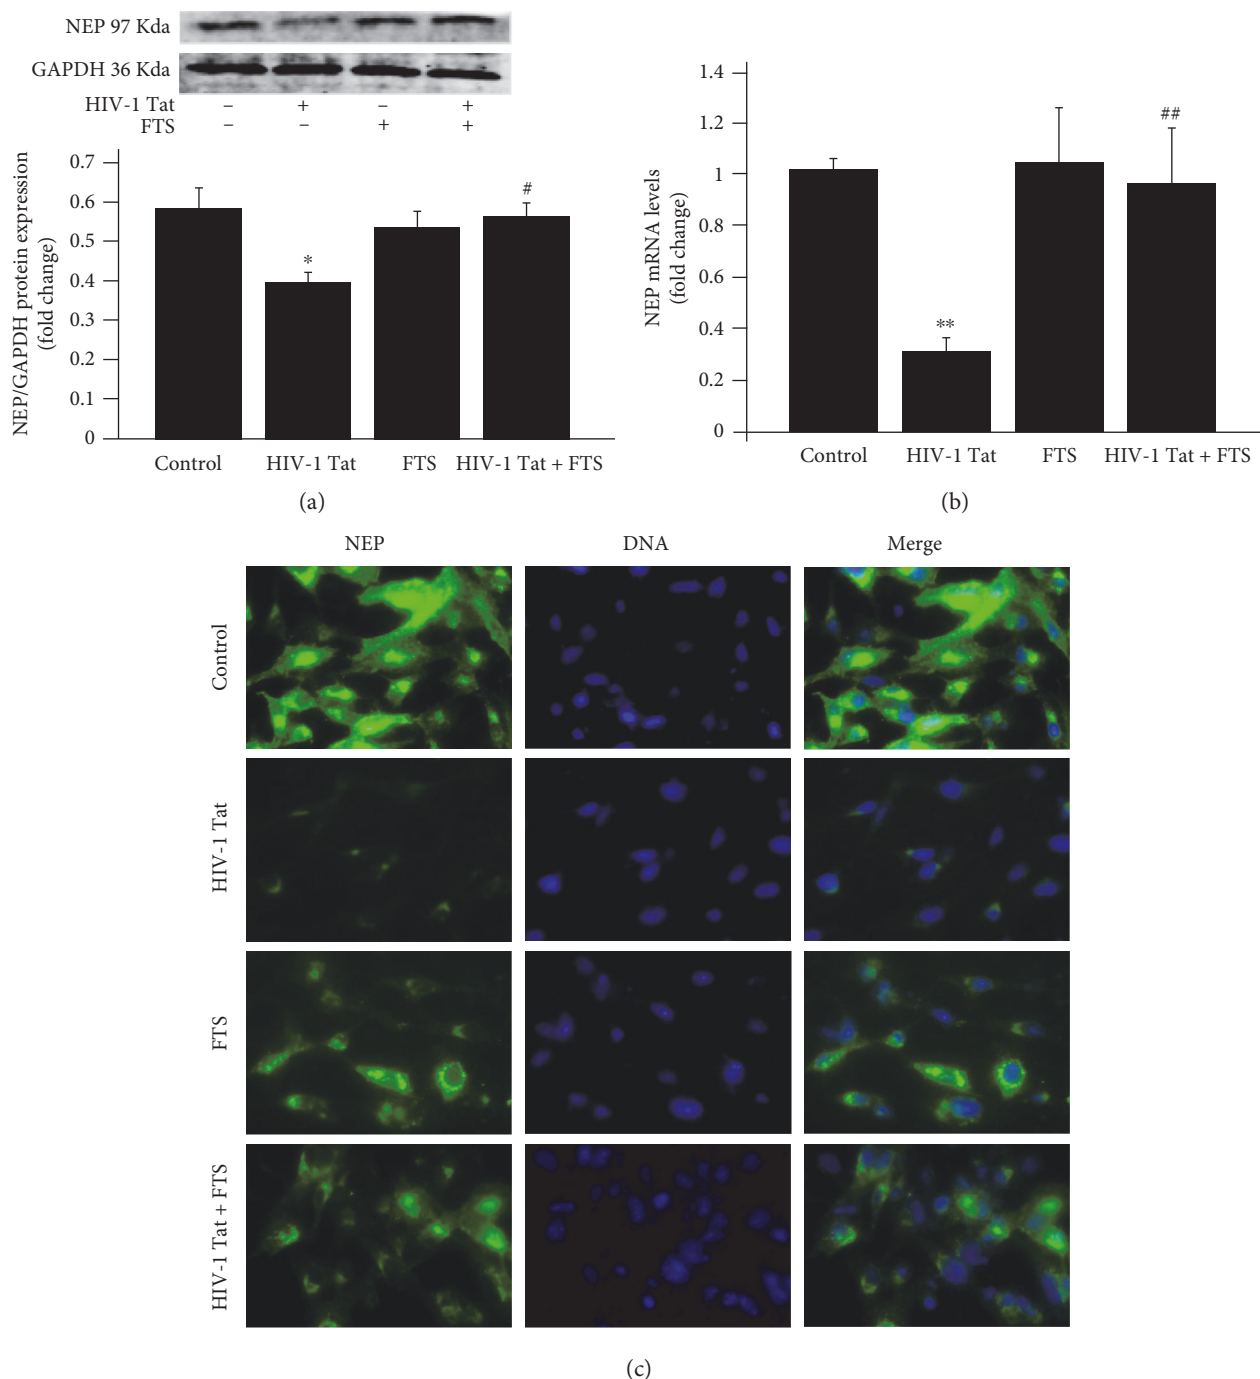 NEP 97 Kda
GAPDH 36 Kda
HIV-1 Tat – + – +
FTS – – + +
NEP/GAPDH protein expression
(fold change)
0.7
0.6
0.5
0.4
0.3
0.2
0.1
0
*
#
Control HIV-1 Tat FTS HIV-1 Tat + FTS
(a)
NEP mRNA levels
(fold change)
1.4
1.2
1
0.8
0.6
0.4
0.2
0
**
##
Control HIV-1 Tat FTS HIV-1 Tat + FTS
(b)
NEP DNA Merge
Control
HIV-1 Tat
FTS
HIV-1 Tat + FTS
(c)